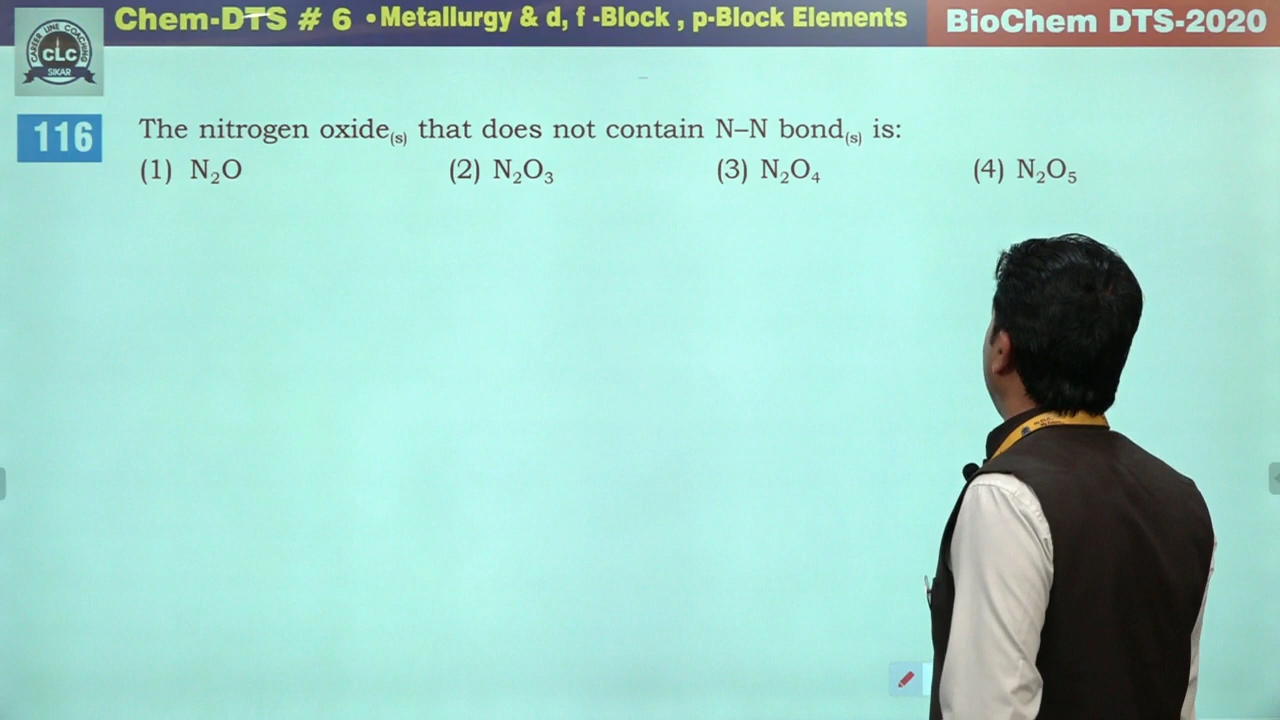 Chem-DTS # 6 • Metallurgy & d, f -Block , p-Block Elements
BioChem DTS-2020
CAREER LINE COACHING
CLC
SIKAR
116
The nitrogen oxide(s) that does not contain N–N bond(s) is:
(1) N₂O (2) N₂O₃ (3) N₂O₄ (4) N₂O₅